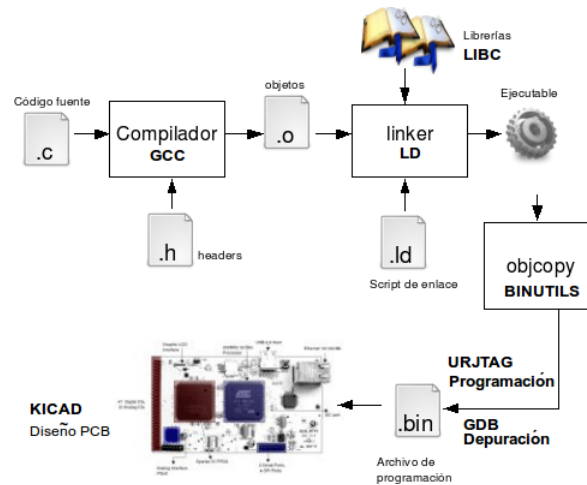 Librerías
LIBC
Código fuente
objetos
Ejecutable
.c
Compilador
GCC
.o
linker
LD
.h
headers
.ld
Script de enlace
objcopy
BINUTILS
URJTAG
Programación
GDB
Depuración
.bin
Archivo de
programación
KICAD
Diseño PCB